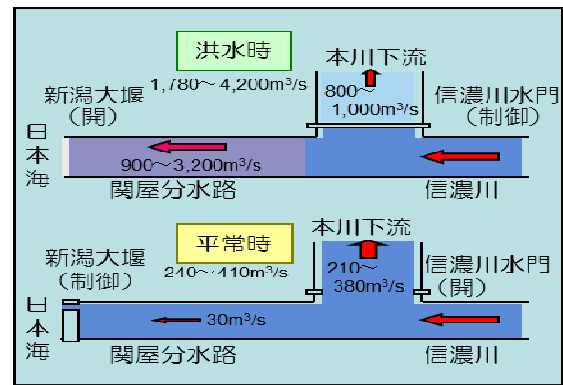 洪水時
本川下流
1,780～4,200m³/s
新潟大堰
（開）
800～
1,000m³/s
信濃川水門
（制御）
日本海
900～3,200m³/s
関屋分水路
信濃川
平常時
本川下流
新潟大堰
（制御）
240～410m³/s
210～
380m³/s
信濃川水門
（開）
日本海
30m³/s
関屋分水路
信濃川